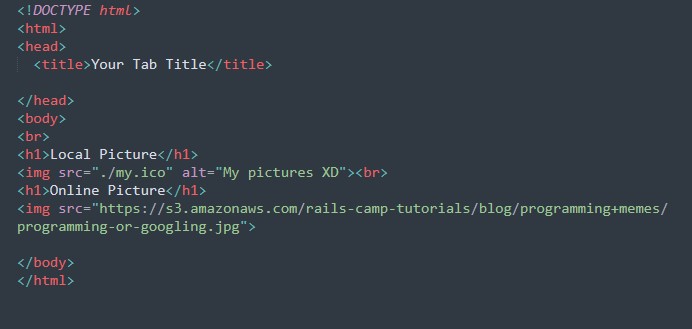 <!DOCTYPE html>
<html>
<head>
<title>Your Tab Title</title>
</head>
<body>
<br>
<h1>Local Picture</h1>
<img src="./my.ico" alt="My pictures XD"><br>
<h1>Online Picture</h1>
<img src="https://s3.amazonaws.com/rails-camp-tutorials/blog/programming+memes/
programming-or-googling.jpg">
</body>
</html>